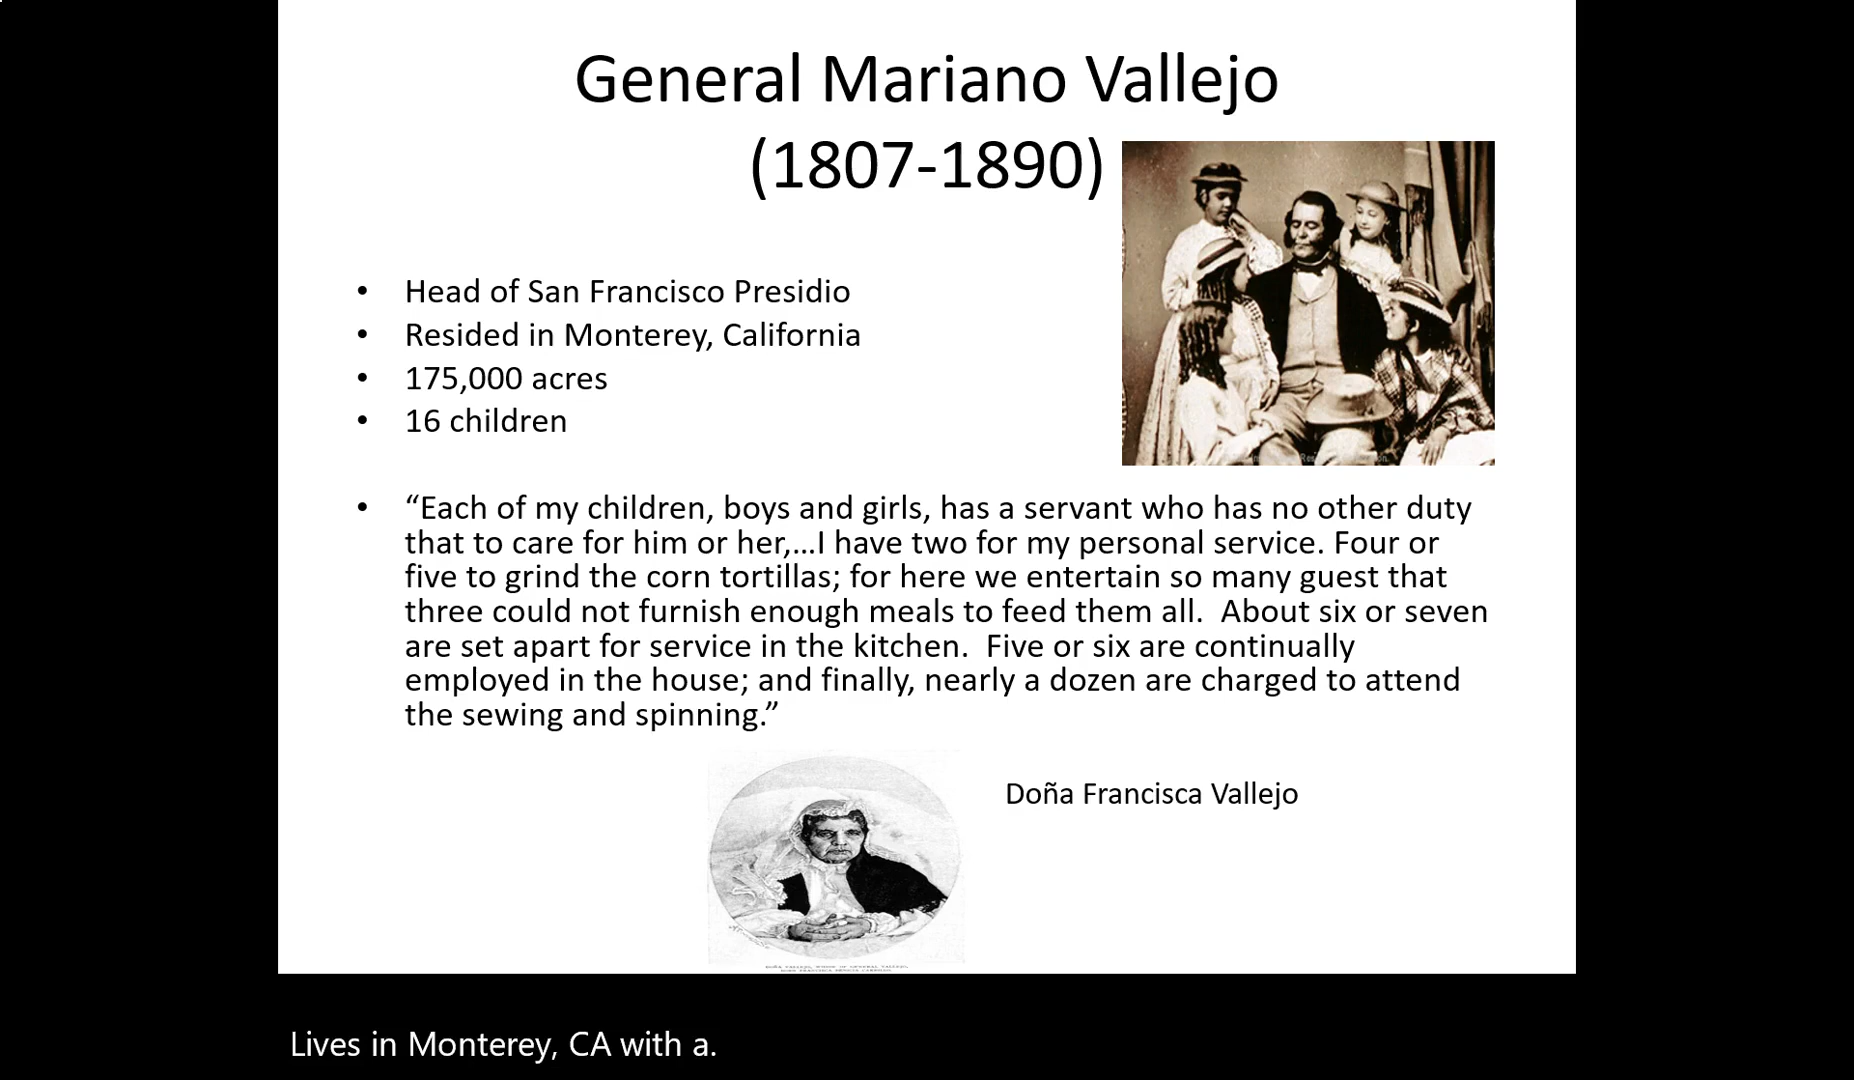 General Mariano Vallejo
(1807-1890)
• Head of San Francisco Presidio
• Resided in Monterey, California
• 175,000 acres
• 16 children
• “Each of my children, boys and girls, has a servant who has no other duty
that to care for him or her,…I have two for my personal service. Four or
five to grind the corn tortillas; for here we entertain so many guest that
three could not furnish enough meals to feed them all.  About six or seven
are set apart for service in the kitchen.  Five or six are continually
employed in the house; and finally, nearly a dozen are charged to attend
the sewing and spinning.”
Doña Francisca Vallejo
Lives in Monterey, CA with a.